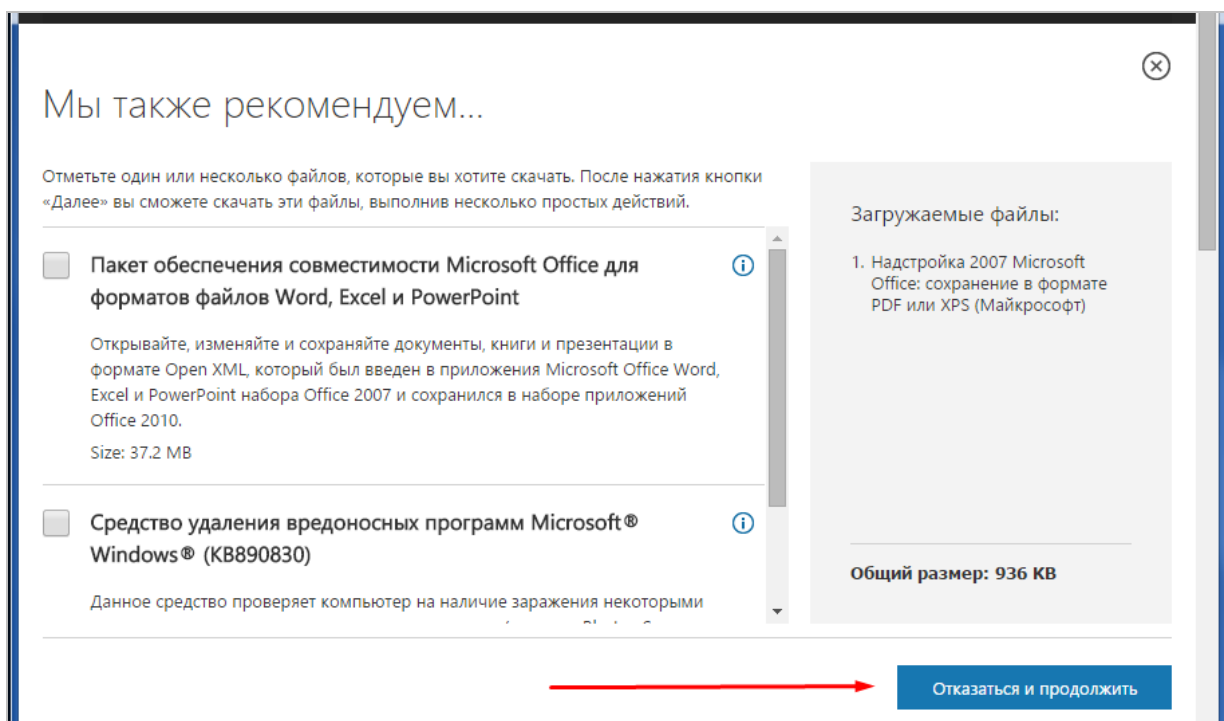 Мы также рекомендуем...
Отметьте один или несколько файлов, которые вы хотите скачать. После нажатия кнопки
«Далее» вы сможете скачать эти файлы, выполнив несколько простых действий.
Пакет обеспечения совместимости Microsoft Office для
форматов файлов Word, Excel и PowerPoint
Открывайте, изменяйте и сохраняйте документы, книги и презентации в
формате Open XML, который был введен в приложения Microsoft Office Word,
Excel и PowerPoint набора Office 2007 и сохранился в наборе приложений
Office 2010.
Size: 37.2 MB
Средство удаления вредоносных программ Microsoft®
Windows® (KB890830)
Данное средство проверяет компьютер на наличие заражения некоторыми
Загружаемые файлы:
1. Надстройка 2007 Microsoft
Office: сохранение в формате
PDF или XPS (Майкрософт)
Общий размер: 936 KB
Отказаться и продолжить